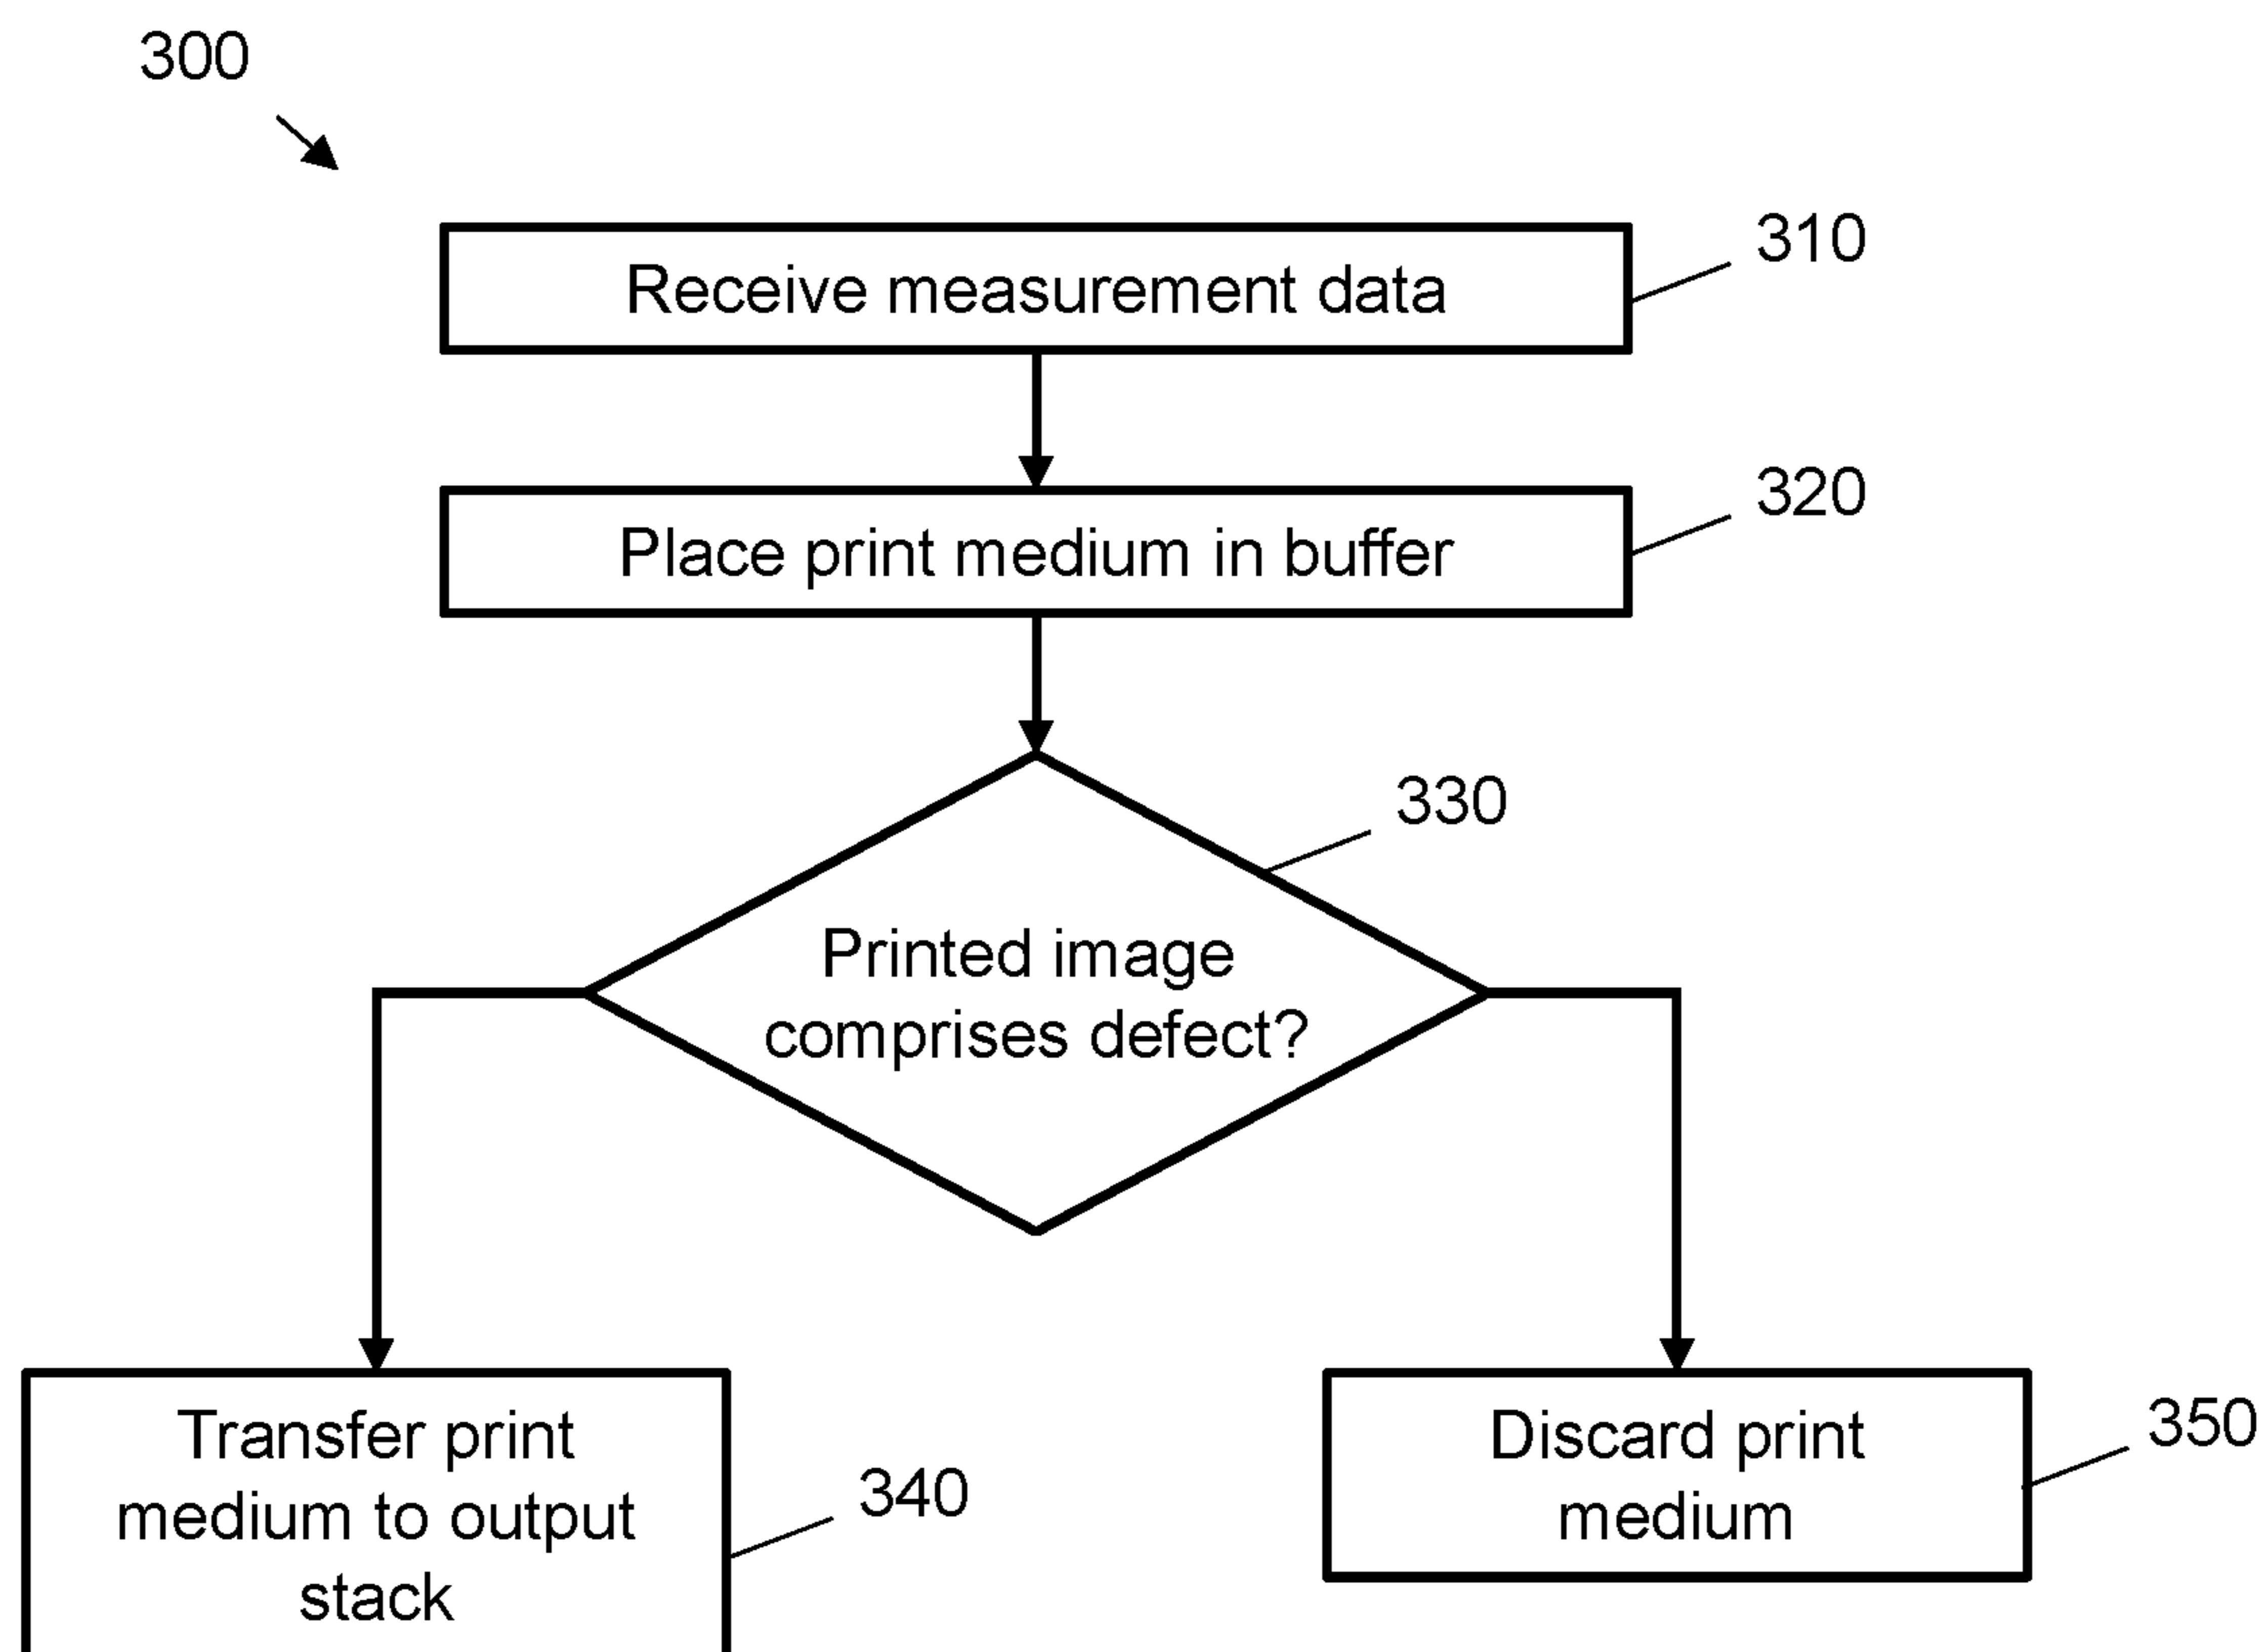 300
Receive measurement data
310
Place print medium in buffer
320
330
Printed image
comprises defect?
Transfer print
medium to output
stack
340
Discard print
medium
350